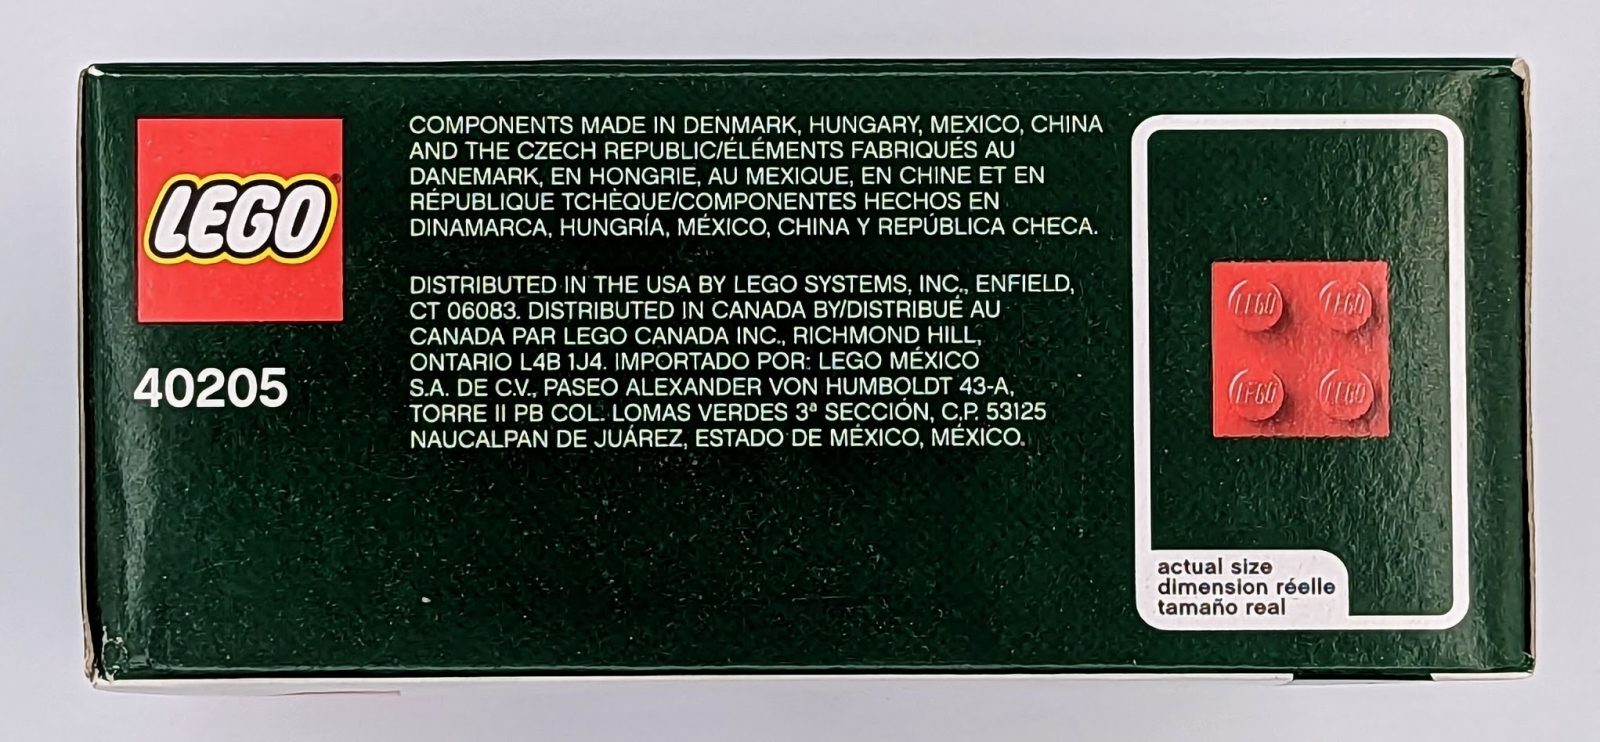 LEGO
40205
COMPONENTS MADE IN DENMARK, HUNGARY, MEXICO, CHINA
AND THE CZECH REPUBLIC/ÉLÉMENTS FABRIQUÉS AU
DANEMARK, EN HONGRIE, AU MEXIQUE, EN CHINE ET EN
RÉPUBLIQUE TCHÈQUE/COMPONENTES HECHOS EN
DINAMARCA, HUNGRÍA, MÉXICO, CHINA Y REPÚBLICA CHECA.
DISTRIBUTED IN THE USA BY LEGO SYSTEMS, INC., ENFIELD,
CT 06083. DISTRIBUTED IN CANADA BY/DISTRIBUÉ AU
CANADA PAR LEGO CANADA INC., RICHMOND HILL,
ONTARIO L4B 1J4. IMPORTADO POR: LEGO MÉXICO
S.A. DE C.V., PASEO ALEXANDER VON HUMBOLDT 43-A,
TORRE II PB COL. LOMAS VERDES 3ª SECCIÓN, C.P. 53125
NAUCALPAN DE JUÁREZ, ESTADO DE MÉXICO, MÉXICO.
LEGO LEGO
LEGO LEGO
actual size
dimension réelle
tamaño real